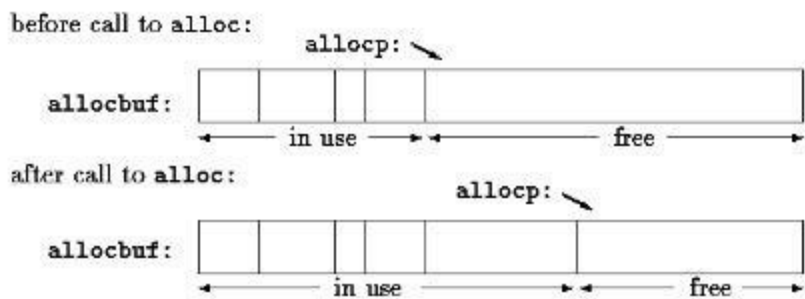 before call to alloc:
allocp:
allocbuf:
in use
free
after call to alloc:
allocp:
allocbuf:
in use
free